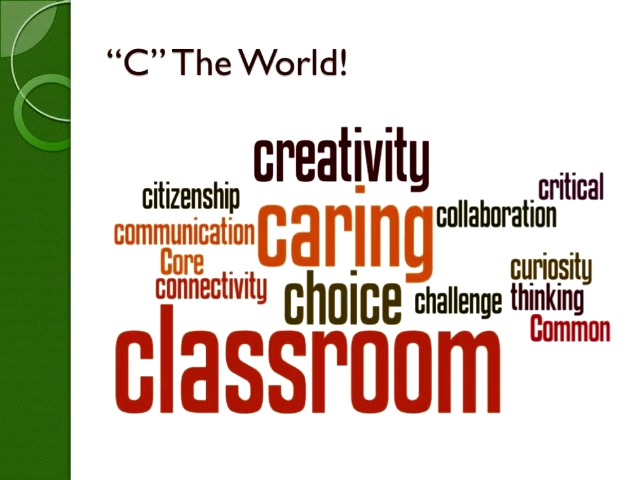 “C” The World!
creativity
critical
citizenship
caring
collaboration
communication
Core
curiosity
connectivity
choice
challenge
thinking
Common
classroom